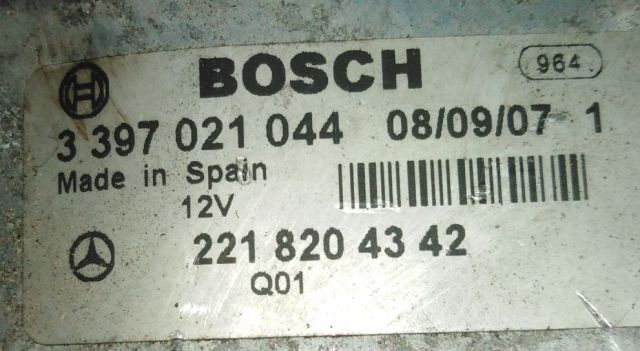 BOSCH 964
3 397 021 044 08/09/07 1
Made in Spain
12V
221 820 43 42
Q01